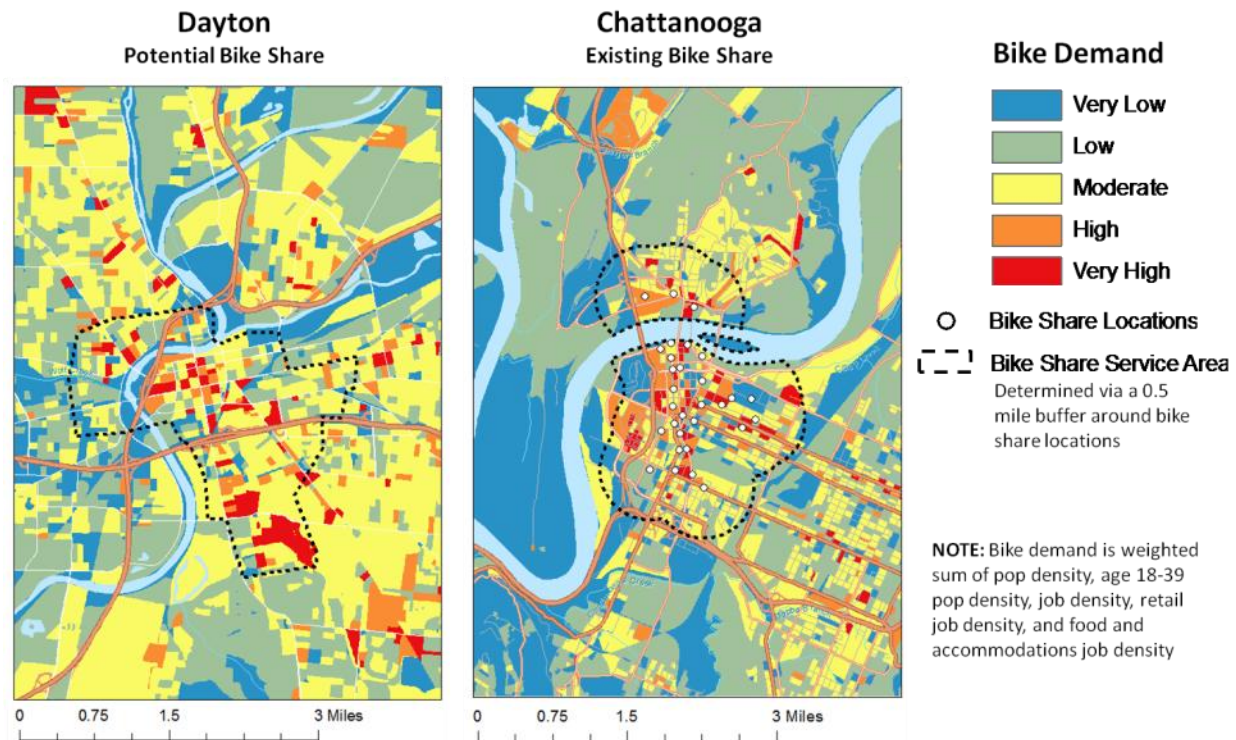 Dayton
Potential Bike Share
Chattanooga
Existing Bike Share
Bike Demand
Very Low
Low
Moderate
High
Very High
Bike Share Locations
Bike Share Service Area
Determined via a 0.5
mile buffer around bike
share locations
NOTE: Bike demand is weighted
sum of pop density, age 18-39
pop density, job density, retail
job density, and food and
accommodations job density
0 0.75 1.5 3 Miles
0 0.75 1.5 3 Miles